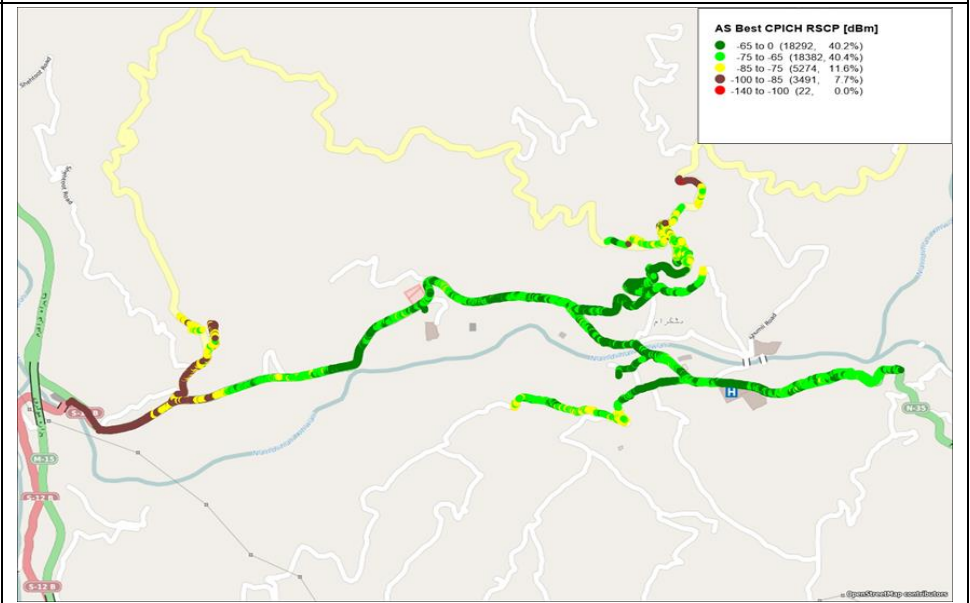 AS Best CPICH RSCP [dBm]
-65 to 0 (18292, 40.2%)
-75 to -65 (18382, 40.4%)
-85 to -75 (5274, 11.6%)
-100 to -85 (3491, 7.7%)
-140 to -100 (22, 0.0%)
Shahtoot Road
H
N-35
M-15
S-12 B
S-12 B
OpenStreetMap contributors